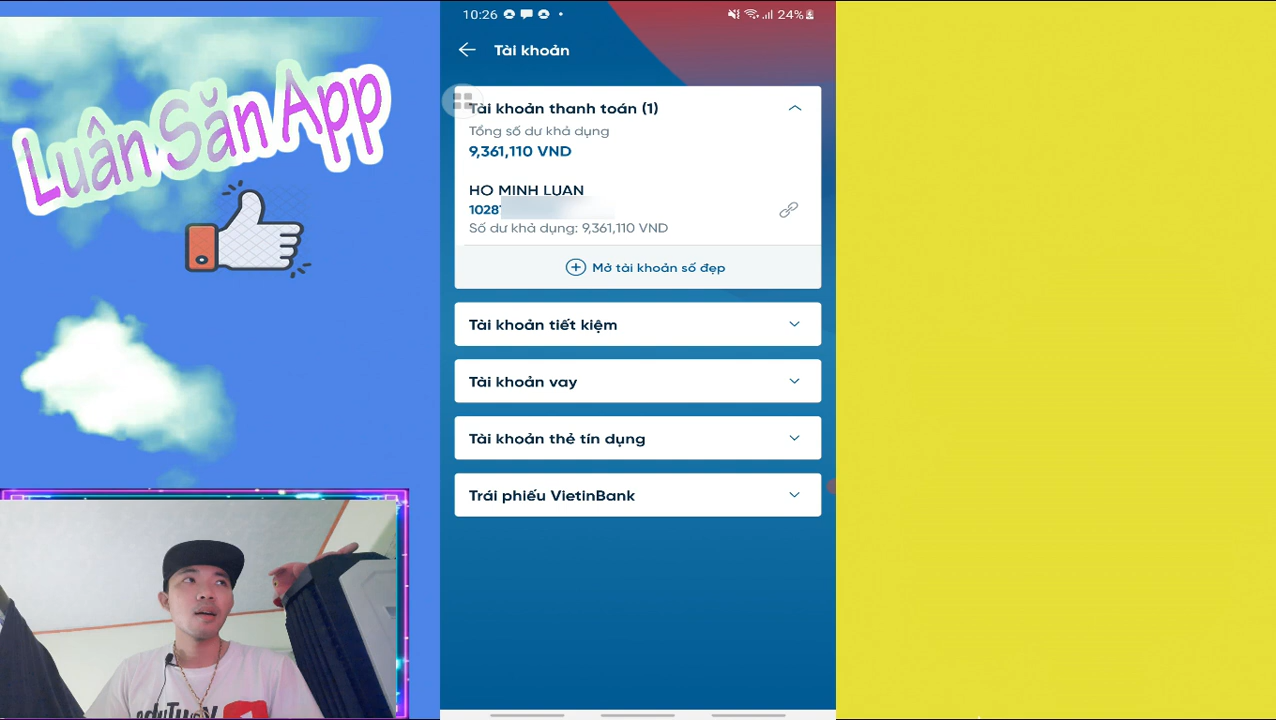 Luân Săn App
10:26
24%
Tài khoản
Tài khoản thanh toán (1)
Tổng số dư khả dụng
9,361,110 VND
HO MINH LUAN
1028
Số dư khả dụng: 9,361,110 VND
Mở tài khoản số đẹp
Tài khoản tiết kiệm
Tài khoản vay
Tài khoản thẻ tín dụng
Trái phiếu VietinBank